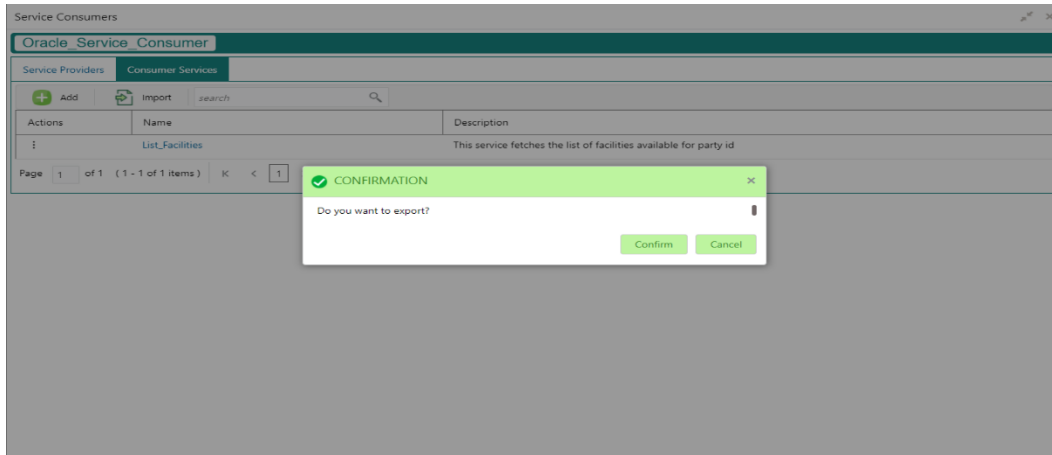 Service Consumers
Oracle_Service_Consumer
Service Providers Consumer Services
Add Import search
Actions Name Description
List_Facilities This service fetches the list of facilities available for party id
Page 1 of 1 (1 - 1 of 1 items) K < 1
CONFIRMATION
Do you want to export?
Confirm Cancel